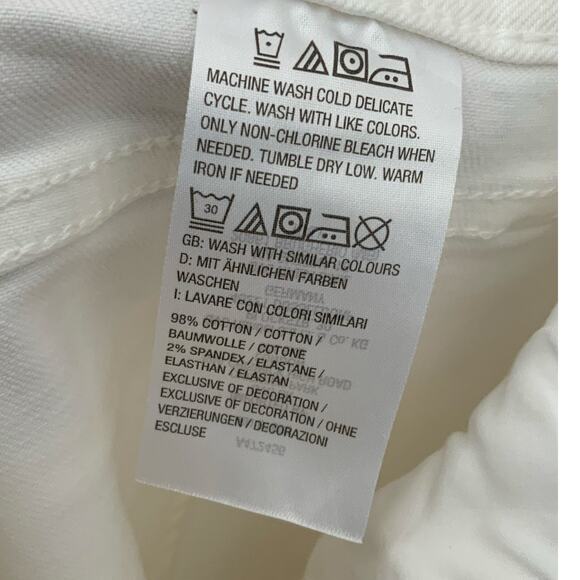 MACHINE WASH COLD DELICATE
CYCLE. WASH WITH LIKE COLORS.
ONLY NON-CHLORINE BLEACH WHEN
NEEDED. TUMBLE DRY LOW. WARM
IRON IF NEEDED
30
GB: WASH WITH SIMILAR COLOURS
D: MIT ÄHNLICHEN FARBEN
WASCHEN
I: LAVARE CON COLORI SIMILARI
98% COTTON / COTTON /
BAUMWOLLE / COTONE
2% SPANDEX / ELASTANE /
ELASTHAN / ELASTAN
EXCLUSIVE OF DECORATION /
EXCLUSIVE OF DECORATION / OHNE
VERZIERUNGEN / DECORAZIONI
ESCLUSE